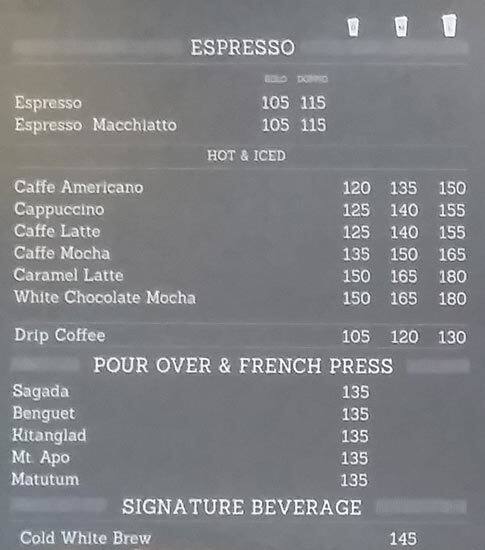 ESPRESSO
SOLO DOPPIO
Espresso 105 115
Espresso Macchiatto 105 115
HOT & ICED
Caffe Americano 120 135 150
Cappuccino 125 140 155
Caffe Latte 125 140 155
Caffe Mocha 135 150 165
Caramel Latte 150 165 180
White Chocolate Mocha 150 165 180
Drip Coffee 105 120 130
POUR OVER & FRENCH PRESS
Sagada 135
Benguet 135
Kitanglad 135
Mt. Apo 135
Matutum 135
SIGNATURE BEVERAGE
Cold White Brew 145